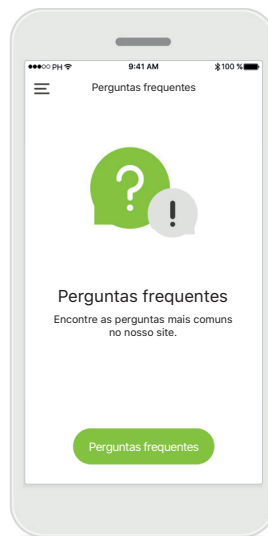 ●●●○○ PH 9:41 AM 100 %
Perguntas frequentes
?
!
Perguntas frequentes
Encontre as perguntas mais comuns
no nosso site.
Perguntas frequentes